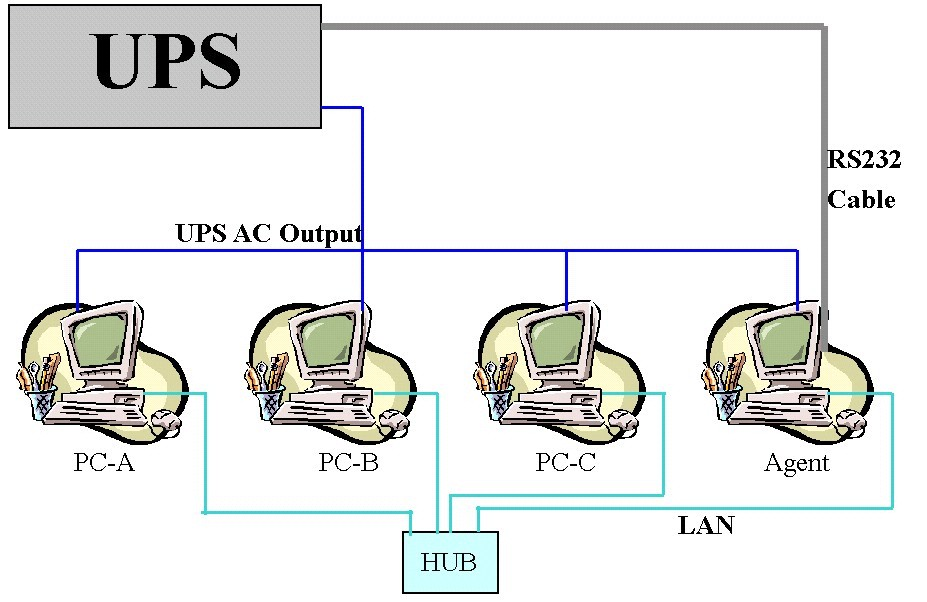 UPS
RS232
Cable
UPS AC Output
PC-A
PC-B
PC-C
Agent
LAN
HUB